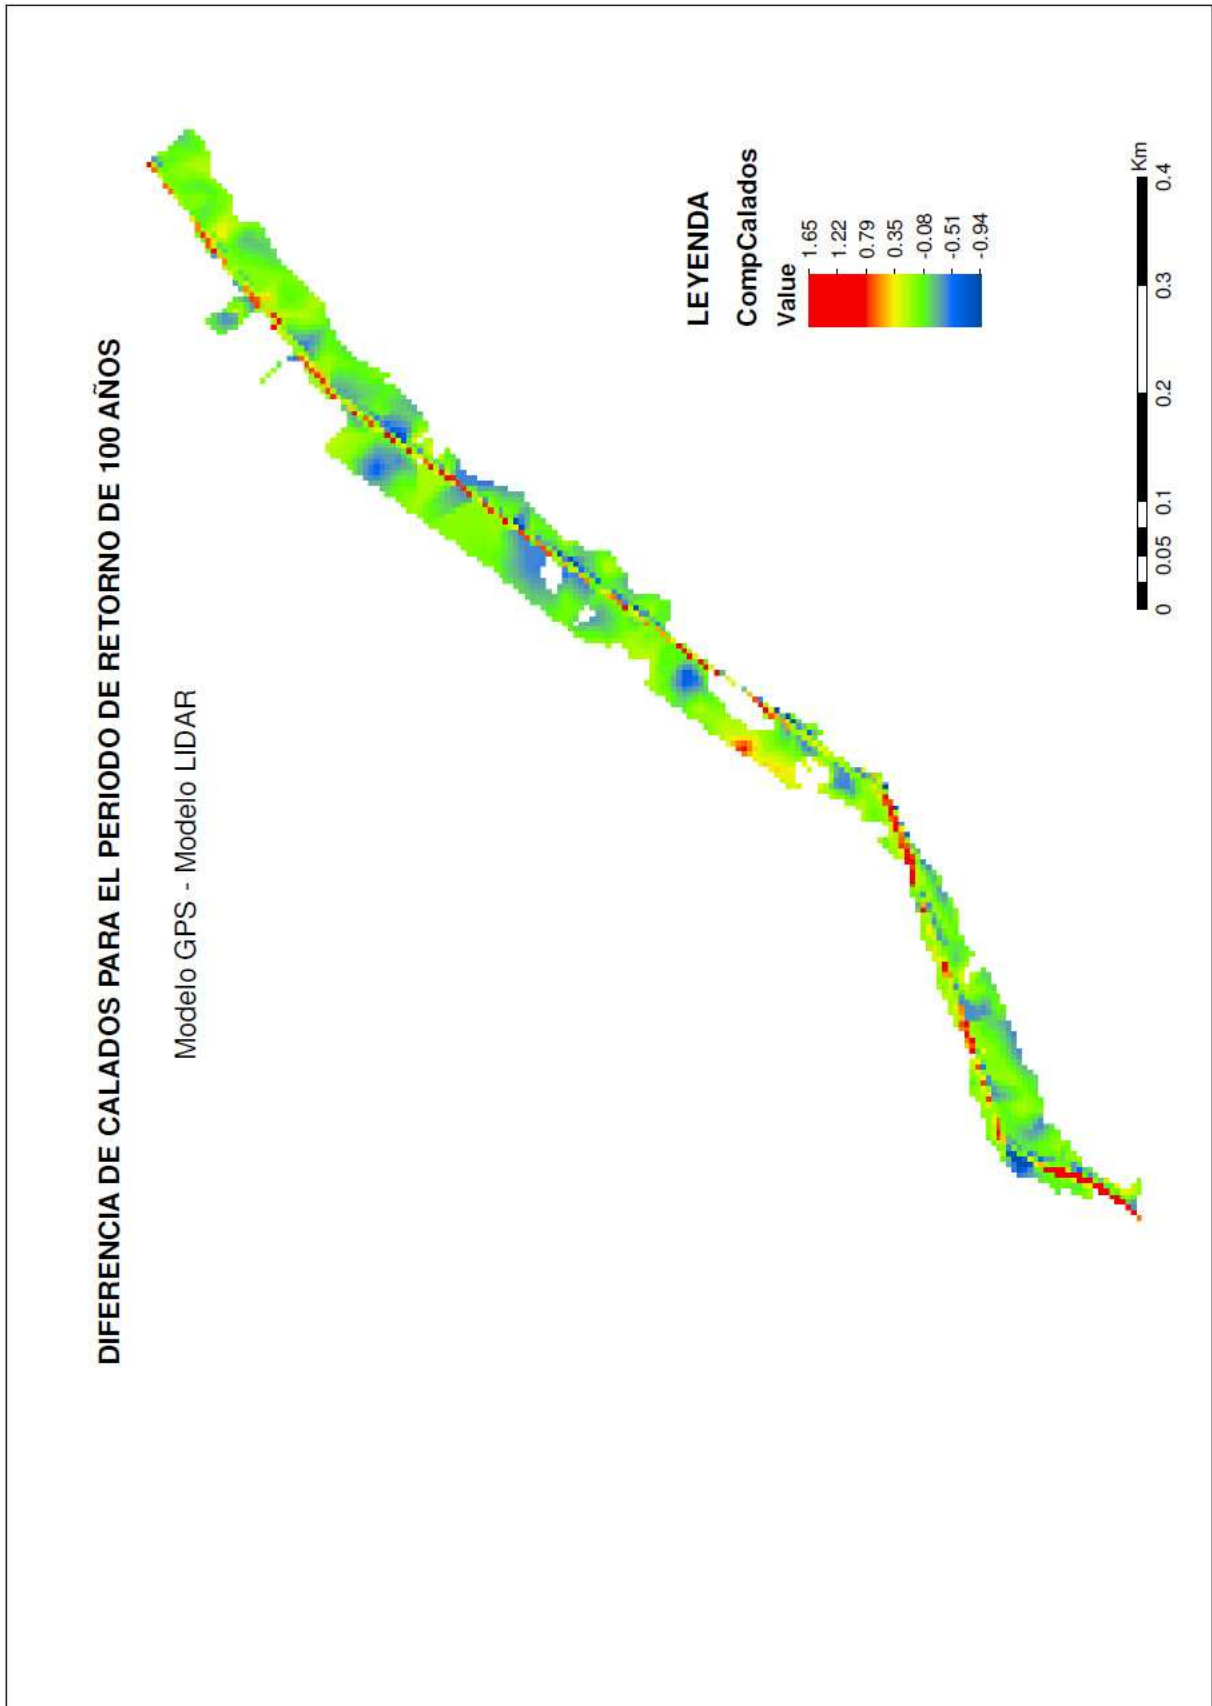 DIFERENCIA DE CALADOS PARA EL PERIODO DE RETORNO DE 100 AÑOS
Modelo GPS - Modelo LIDAR
LEYENDA
CompCalados
Value
1.65
1.22
0.79
0.35
-0.08
-0.51
-0.94
Km
0 0.05 0.1 0.2 0.3 0.4